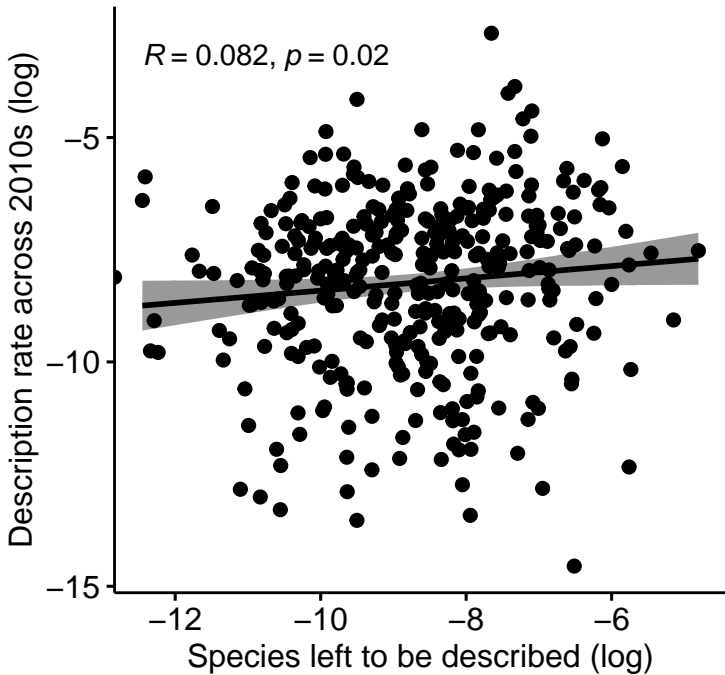 R = 0.082, p = 0.02
Description rate across 2010s (log)
−5
−10
−15
−12
−10
−8
−6
Species left to be described (log)